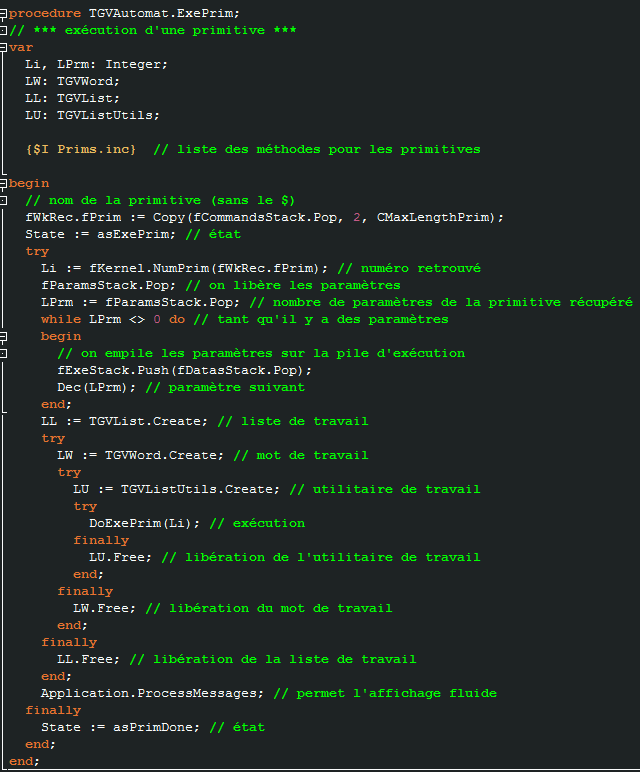 procedure TGVAutomat.ExePrim;
// *** exécution d'une primitive ***
var
  Li, LPrm: Integer;
  LW: TGVWord;
  LL: TGVList;
  LU: TGVListUtils;

  {$I Prims.inc}  // liste des méthodes pour les primitives

begin
  // nom de la primitive (sans le $)
  fWkRec.fPrim := Copy(fCommandsStack.Pop, 2, CMaxLengthPrim);
  State := asExePrim; // état
  try
    Li := fKernel.NumPrim(fWkRec.fPrim); // numéro retrouvé
    fParamsStack.Pop; // on libère les paramètres
    LPrm := fParamsStack.Pop; // nombre de paramètres de la primitive récupéré
    while LPrm <> 0 do // tant qu'il y a des paramètres
    begin
      // on empile les paramètres sur la pile d'exécution
      fExeStack.Push(fDatasStack.Pop);
      Dec(LPrm); // paramètre suivant
    end;
    LL := TGVList.Create; // liste de travail
    try
      LW := TGVWord.Create; // mot de travail
      try
        LU := TGVListUtils.Create; // utilitaire de travail
        try
          DoExePrim(Li); // exécution
        finally
          LU.Free; // libération de l'utilitaire de travail
        end;
      finally
        LW.Free; // libération du mot de travail
      end;
    finally
      LL.Free; // libération de la liste de travail
    end;
    Application.ProcessMessages; // permet l'affichage fluide
  finally
    State := asPrimDone; // état
  end;
end;